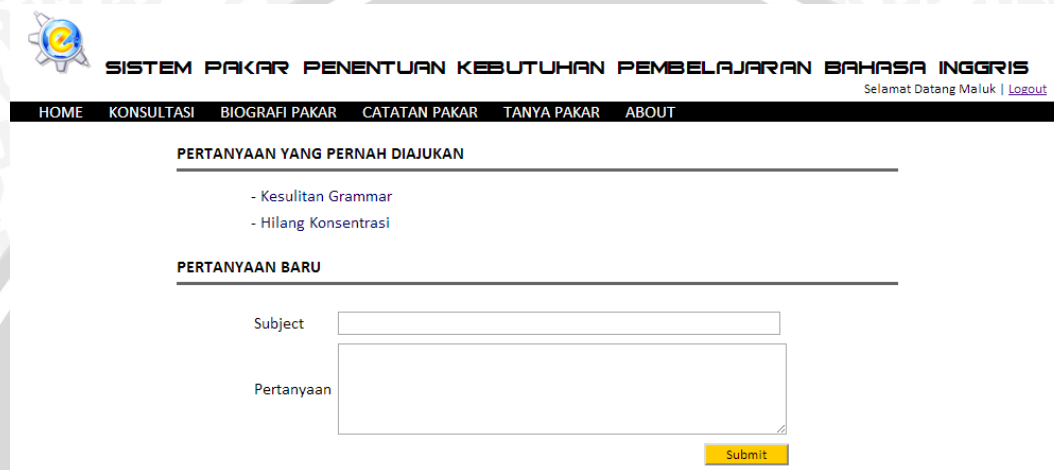 e
SISTEM PAKAR PENENTUAN KEBUTUHAN PEMBELAJARAN BAHASA INGGRIS
Selamat Datang Maluk | Logout
HOME KONSULTASI BIOGRAFI PAKAR CATATAN PAKAR TANYA PAKAR ABOUT
PERTANYAAN YANG PERNAH DIAJUKAN
- Kesulitan Grammar
- Hilang Konsentrasi
PERTANYAAN BARU
Subject
Pertanyaan
Submit